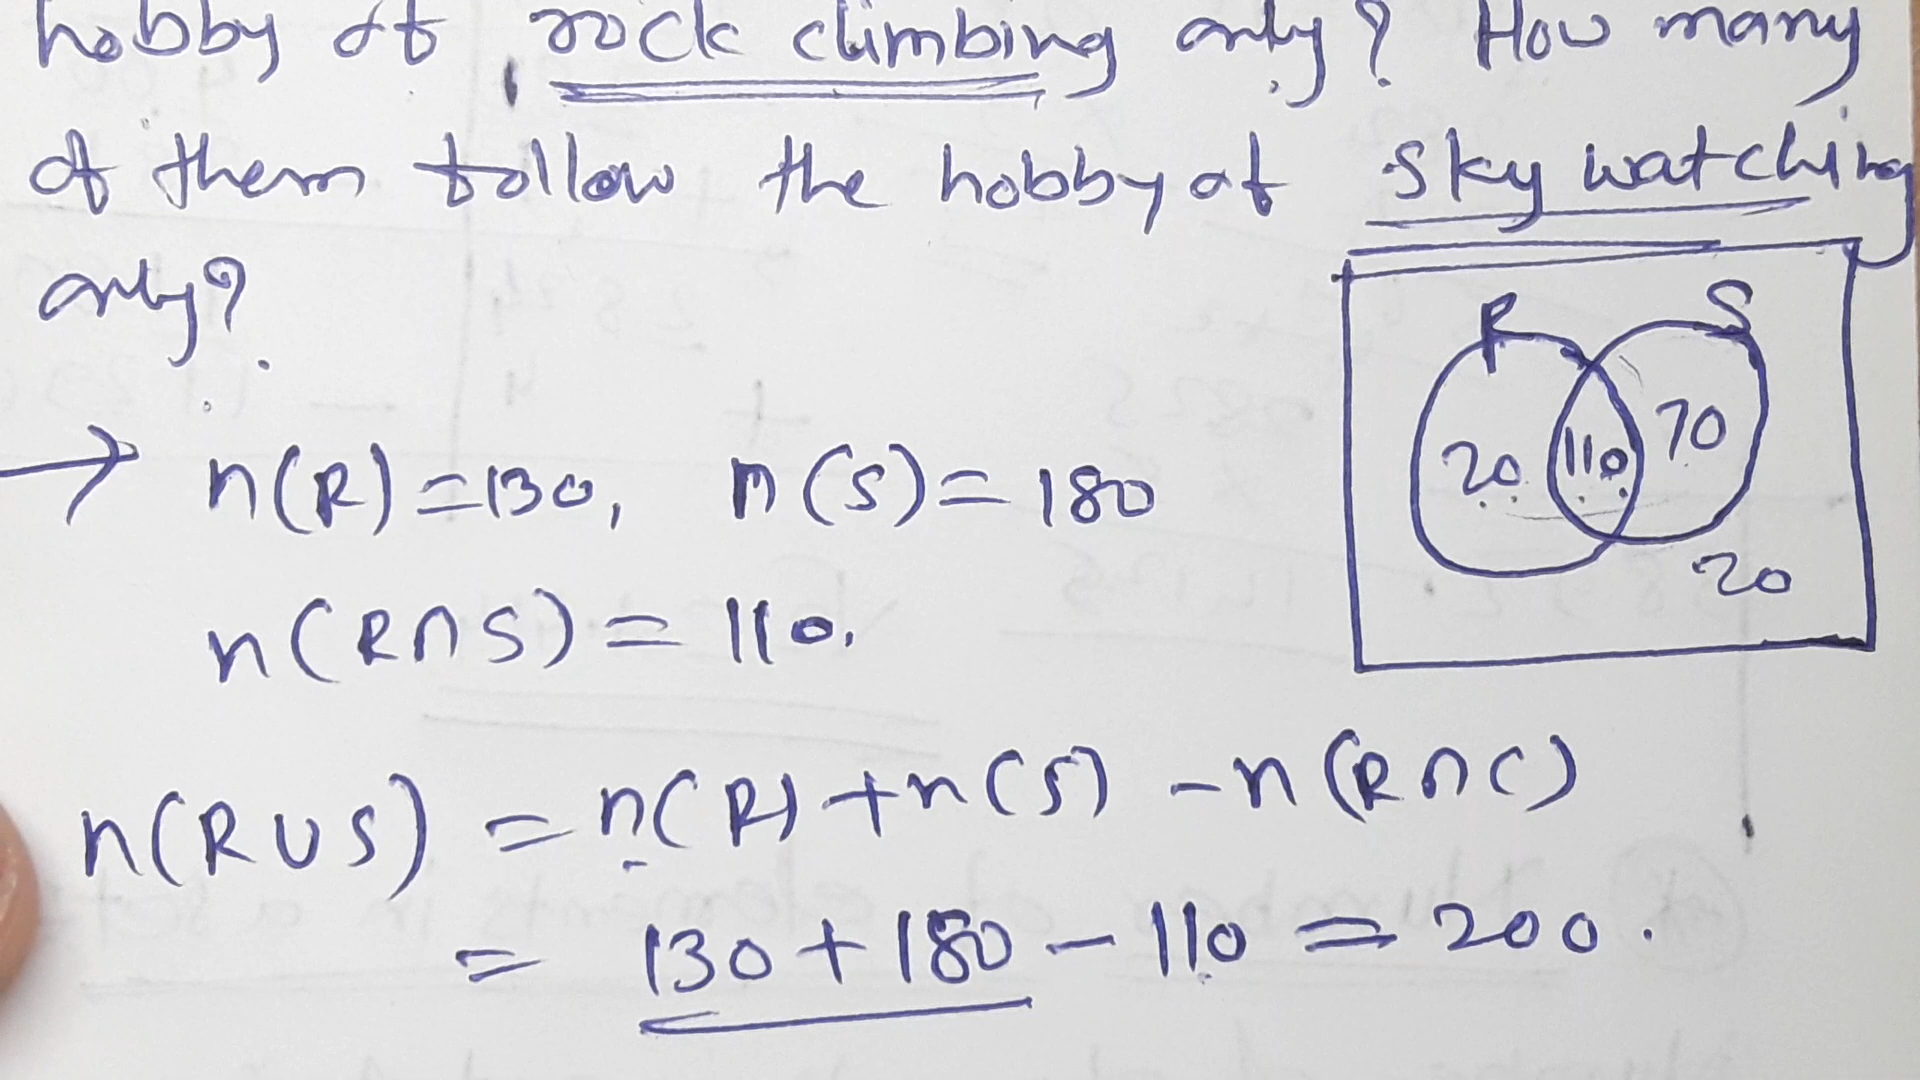 hobby of rock climbing only? How many
of them follow the hobby of sky watching
only?
R S
20 110 70
20
→ n(R)=130, n(S)=180
n(R∩S)=110.
n(R∪S) = n(R)+n(S) -n(R∩C)
= 130+180-110 = 200.